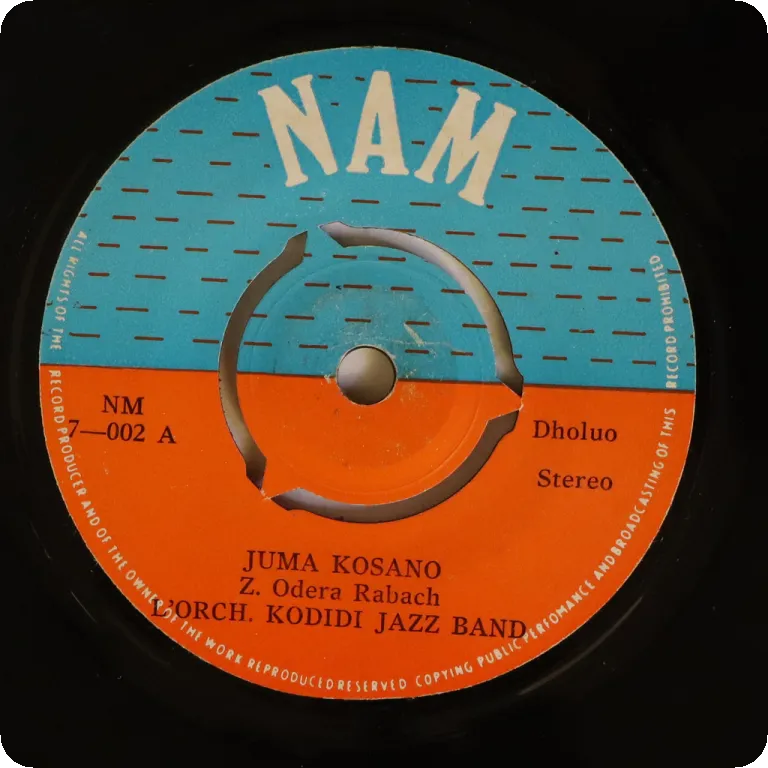 NAM
NM
7—002 A
Dholuo
Stereo
JUMA KOSANO
Z. Odera Rabach
L'ORCH. KODIDI JAZZ BAND
ALL RIGHTS OF THE RECORD PRODUCER AND OF THE OWNER OF THE WORK REPRODUCED RESERVED COPYING PUBLIC PERFOMANCE AND BROADCASTING OF THIS RECORD PROHIBITED